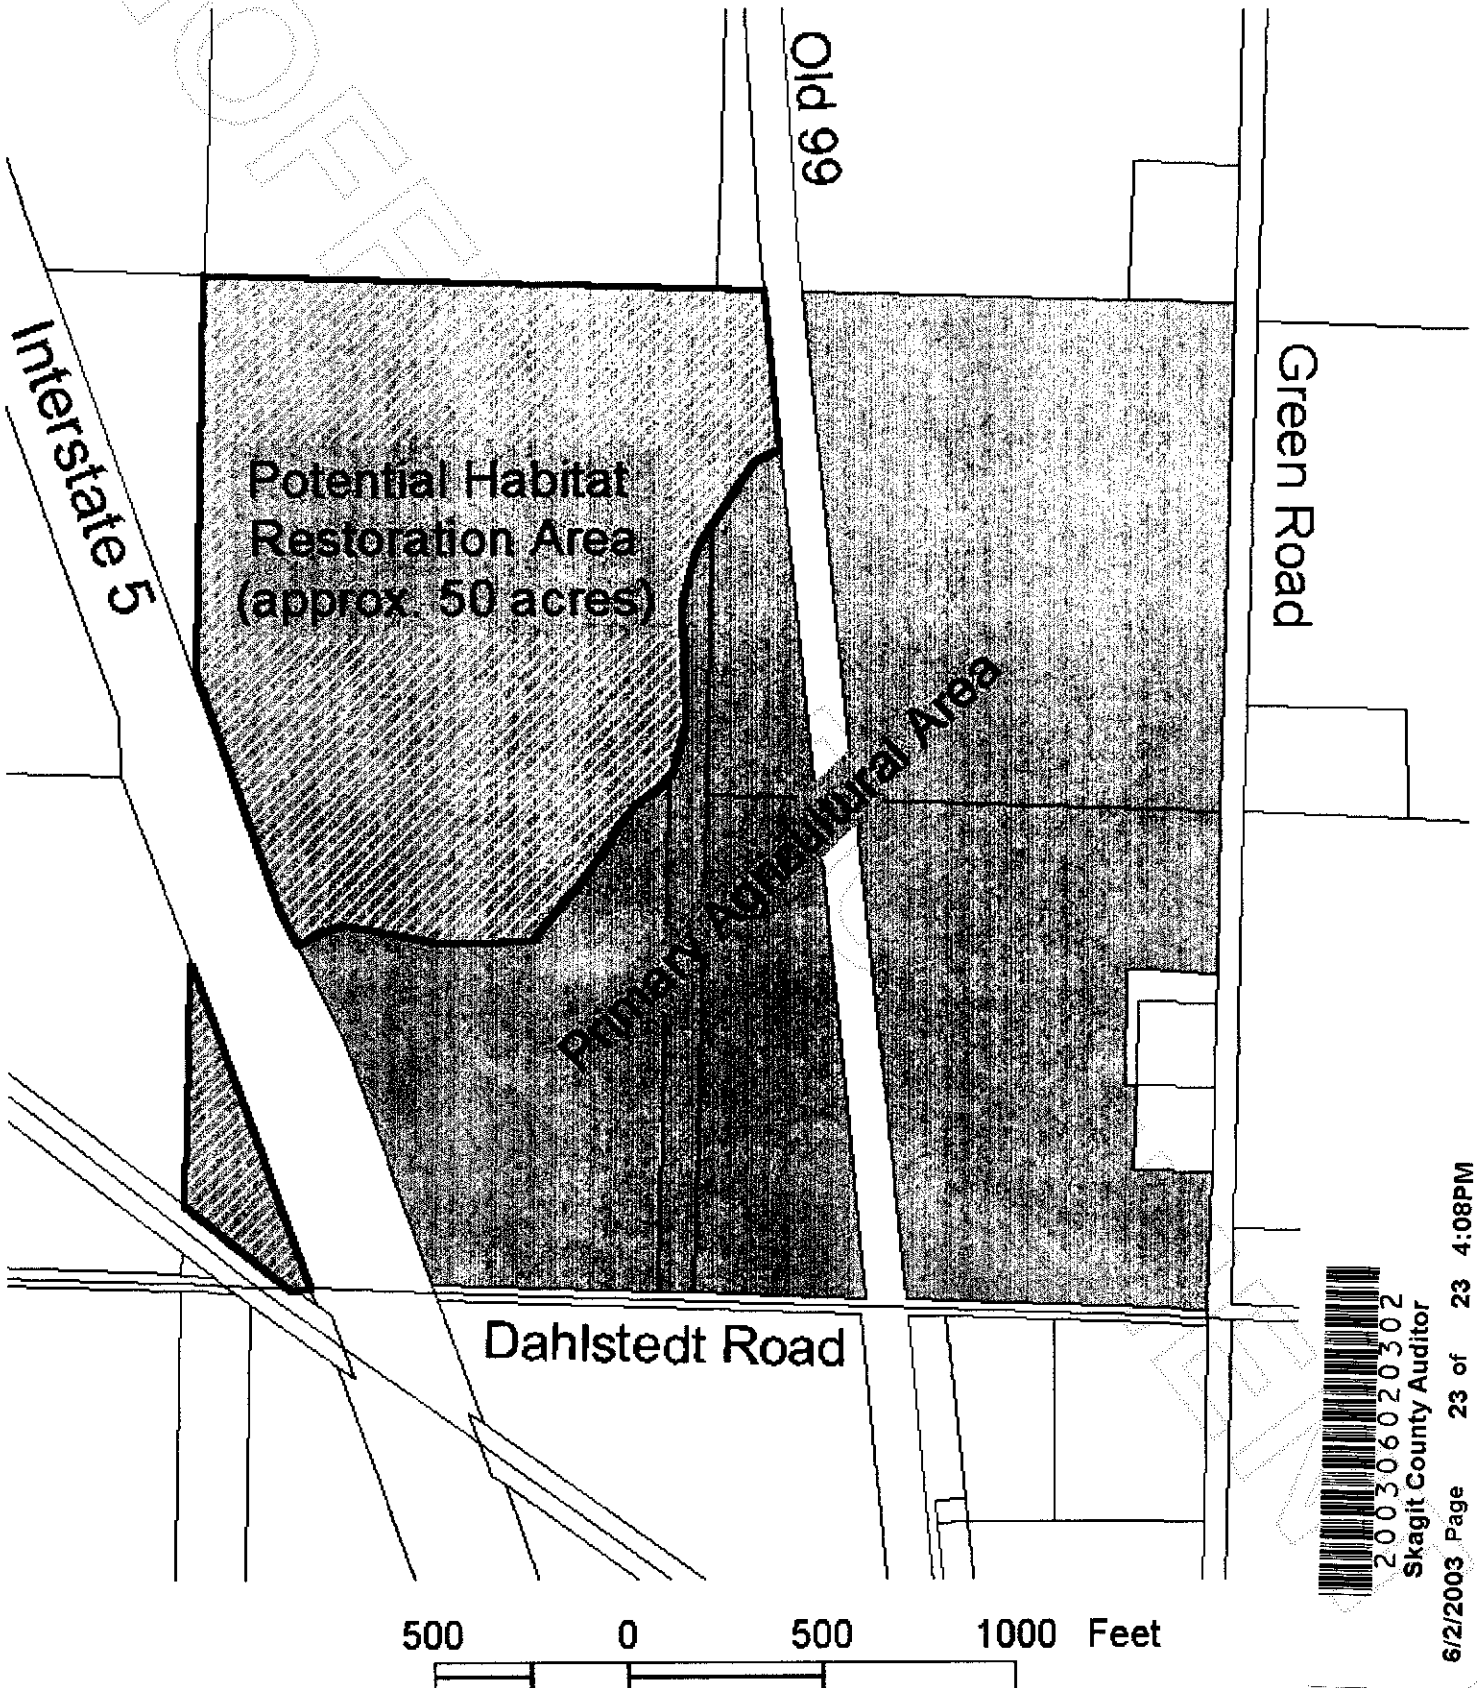 Old 99
Interstate 5
Green Road
Potential Habitat
Restoration Area
(approx. 50 acres)
Primary Agricultural Area
Dahlstedt Road
500 0 500 1000 Feet
200306020302
Skagit County Auditor
6/2/2003 Page 23 of 23 4:08PM